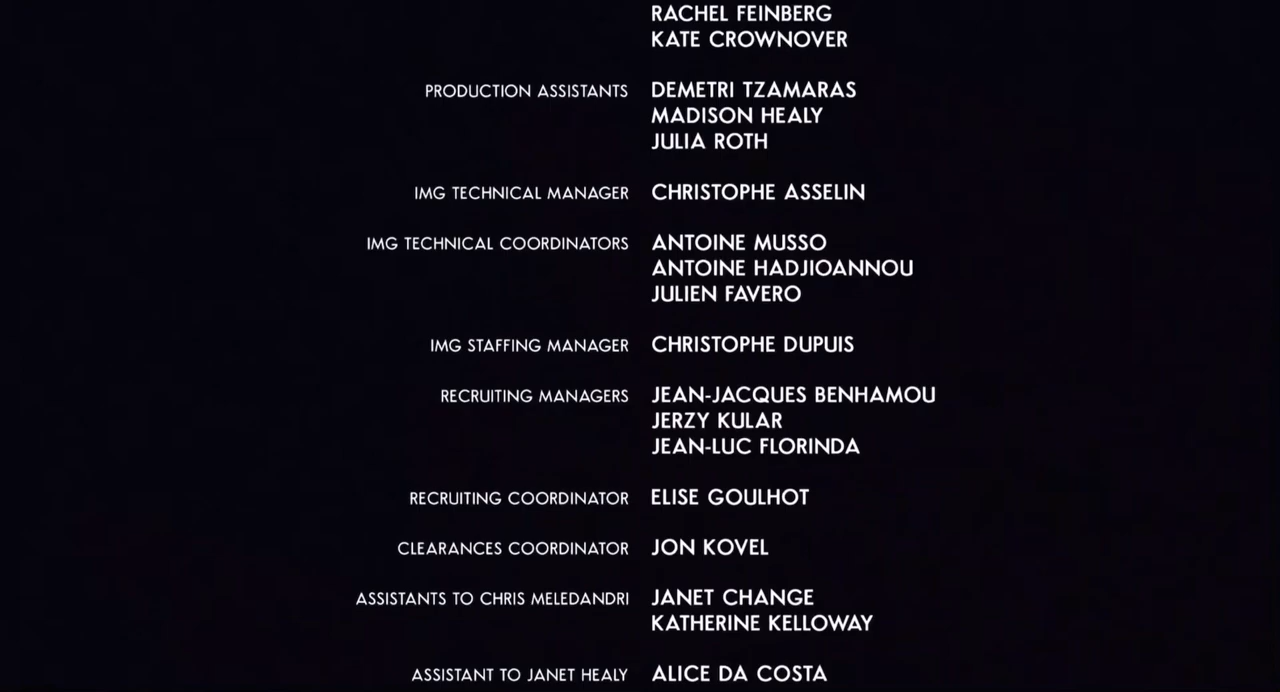 RACHEL FEINBERG
KATE CROWNOVER
PRODUCTION ASSISTANTS DEMETRI TZAMARAS
MADISON HEALY
JULIA ROTH
IMG TECHNICAL MANAGER CHRISTOPHE ASSELIN
IMG TECHNICAL COORDINATORS ANTOINE MUSSO
ANTOINE HADJIOANNOU
JULIEN FAVERO
IMG STAFFING MANAGER CHRISTOPHE DUPUIS
RECRUITING MANAGERS JEAN-JACQUES BENHAMOU
JERZY KULAR
JEAN-LUC FLORINDA
RECRUITING COORDINATOR ELISE GOULHOT
CLEARANCES COORDINATOR JON KOVEL
ASSISTANTS TO CHRIS MELEDANDRI JANET CHANGE
KATHERINE KELLOWAY
ASSISTANT TO JANET HEALY ALICE DA COSTA